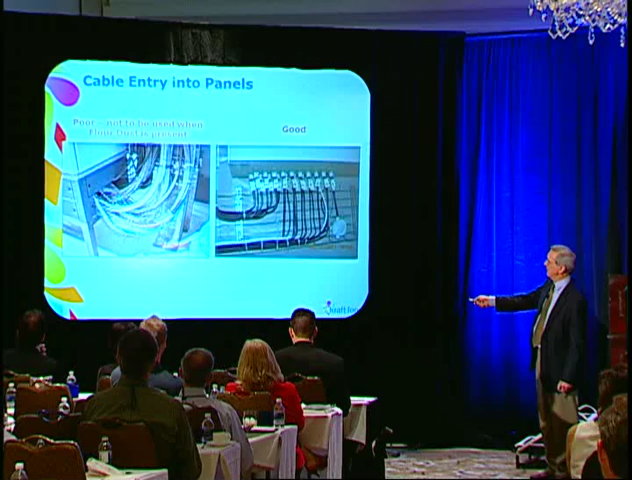 Cable Entry into Panels
Poor - not to be used when
Flour Dust is present
Good